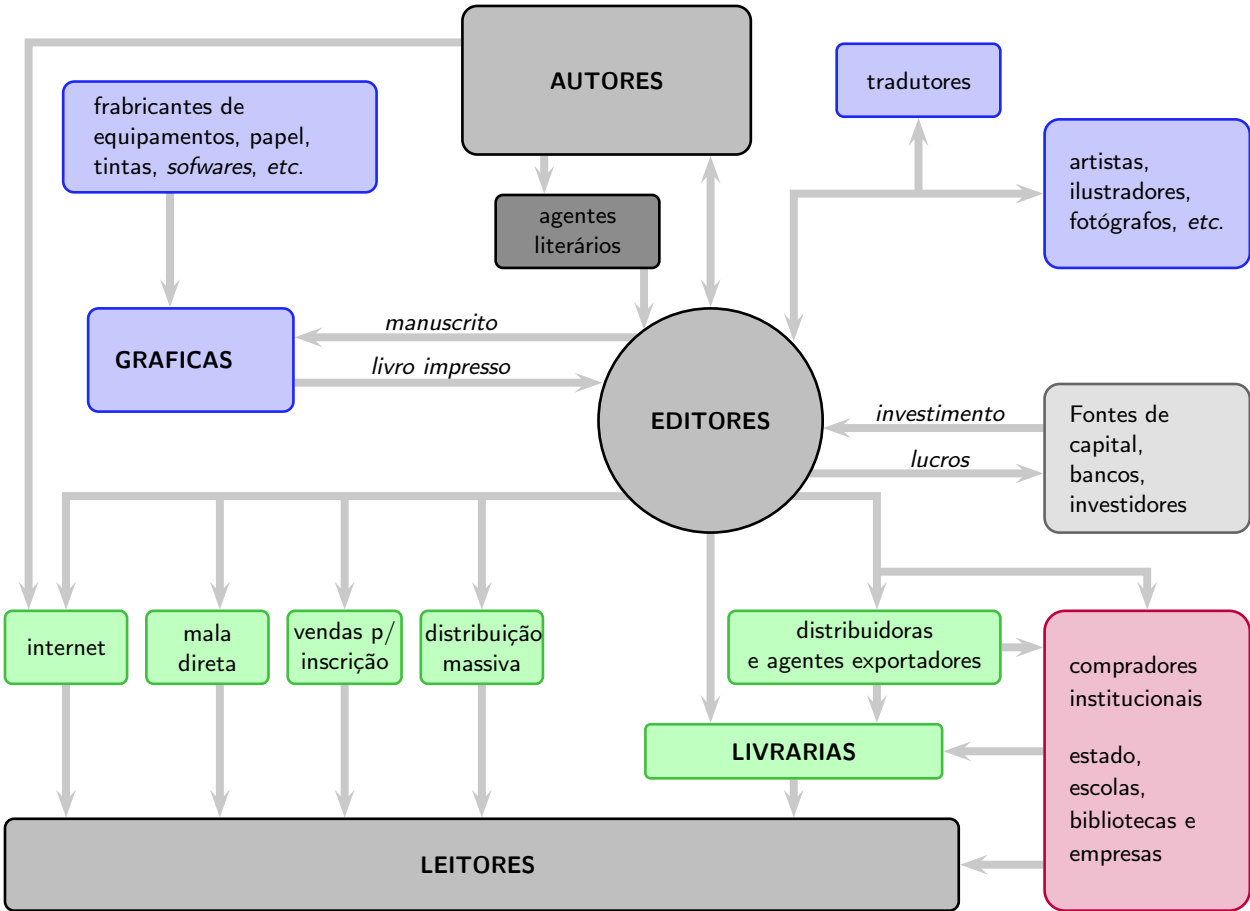 AUTORES
tradutores
frabricantes de
equipamentos, papel,
tintas, sofwares, etc.
artistas,
ilustradores,
fotógrafos, etc.
agentes
literários
manuscrito
GRAFICAS
livro impresso
EDITORES
investimento
lucros
Fontes de
capital,
bancos,
investidores
internet
mala
direta
vendas p/
inscrição
distribuição
massiva
distribuidoras
e agentes exportadores
compradores
institucionais
estado,
escolas,
bibliotecas e
empresas
LIVRARIAS
LEITORES